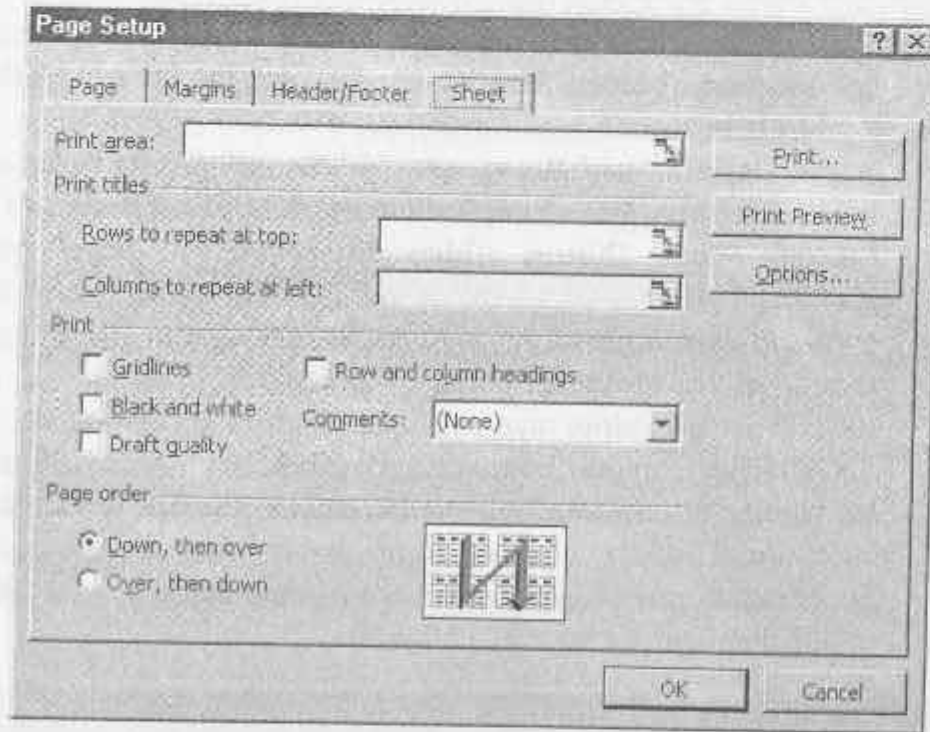 Page Setup
Page Margins Header/Footer Sheet
Print area:
Print...
Print titles
Print Preview
Rows to repeat at top:
Columns to repeat at left:
Options...
Print
Gridlines
Row and column headings
Black and white
Comments: (None)
Draft quality
Page order
Down, then over
Over, then down
OK Cancel